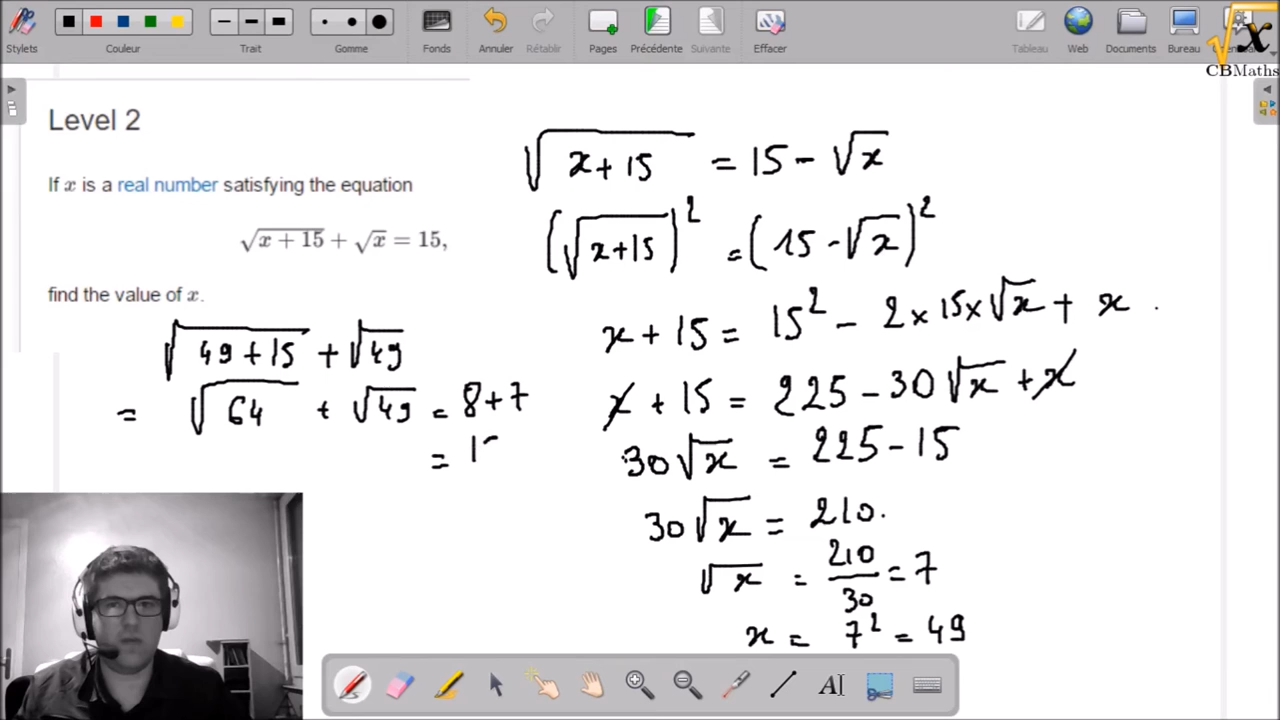 Stylets Couleur Trait Gomme Fonds Annuler Rétablir Pages Précédente Suivante Effacer Tableau Web Documents Bureau
CBMaths
Level 2
If x is a real number satisfying the equation
√(x + 15) + √x = 15,
find the value of x.
√(49+15) + √49
= √64 + √49 = 8+7
= 1
√(x+15) = 15 - √x
(√(x+15))² = (15 - √x)²
x + 15 = 15² - 2×15×√x + x
x + 15 = 225 - 30√x + x
30√x = 225 - 15
30√x = 210.
√x = 210/30 = 7
x = 7² = 49